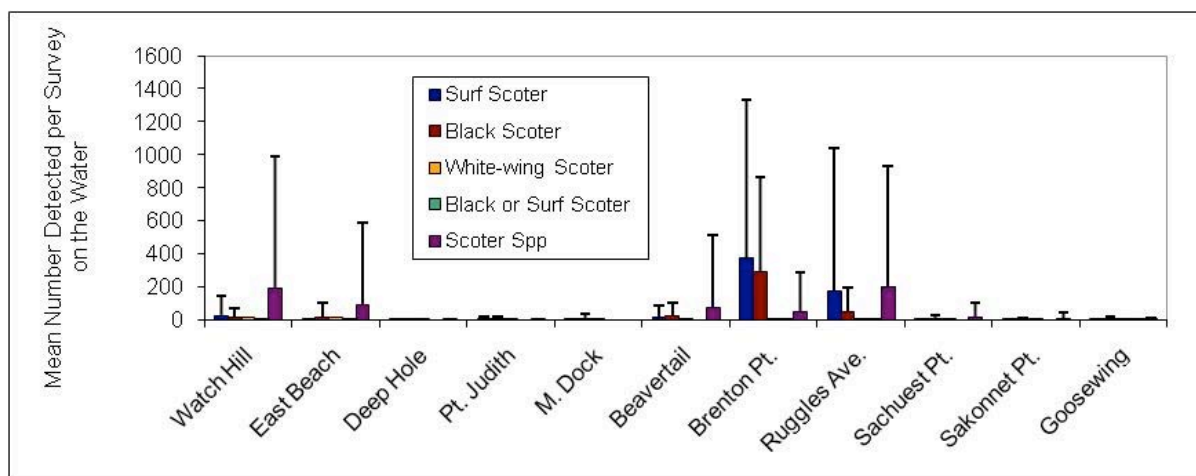 Mean Number Detected per Survey
on the Water
1600
1400
1200
1000
800
600
400
200
0
Surf Scoter
Black Scoter
White-wing Scoter
Black or Surf Scoter
Scoter Spp
Watch Hill
East Beach
Deep Hole
Pt. Judith
M. Dock
Beavertail
Brenton Pt.
Ruggles Ave.
Sachuest Pt.
Sakonnet Pt.
Goosewing